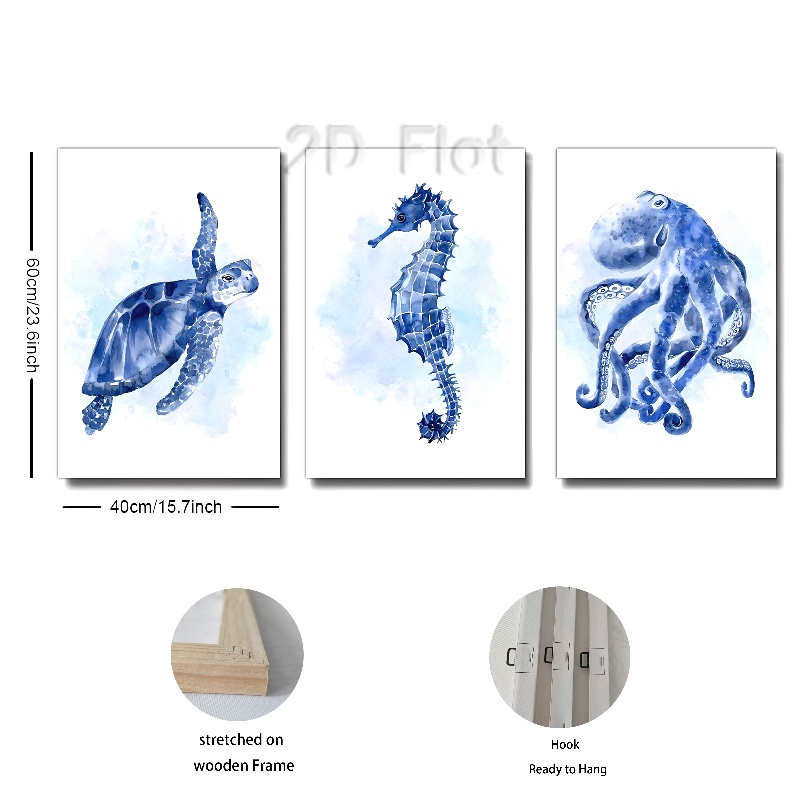 2D Flat
60cm/23.6inch
40cm/15.7inch
stretched on
wooden Frame
Hook
Ready to Hang